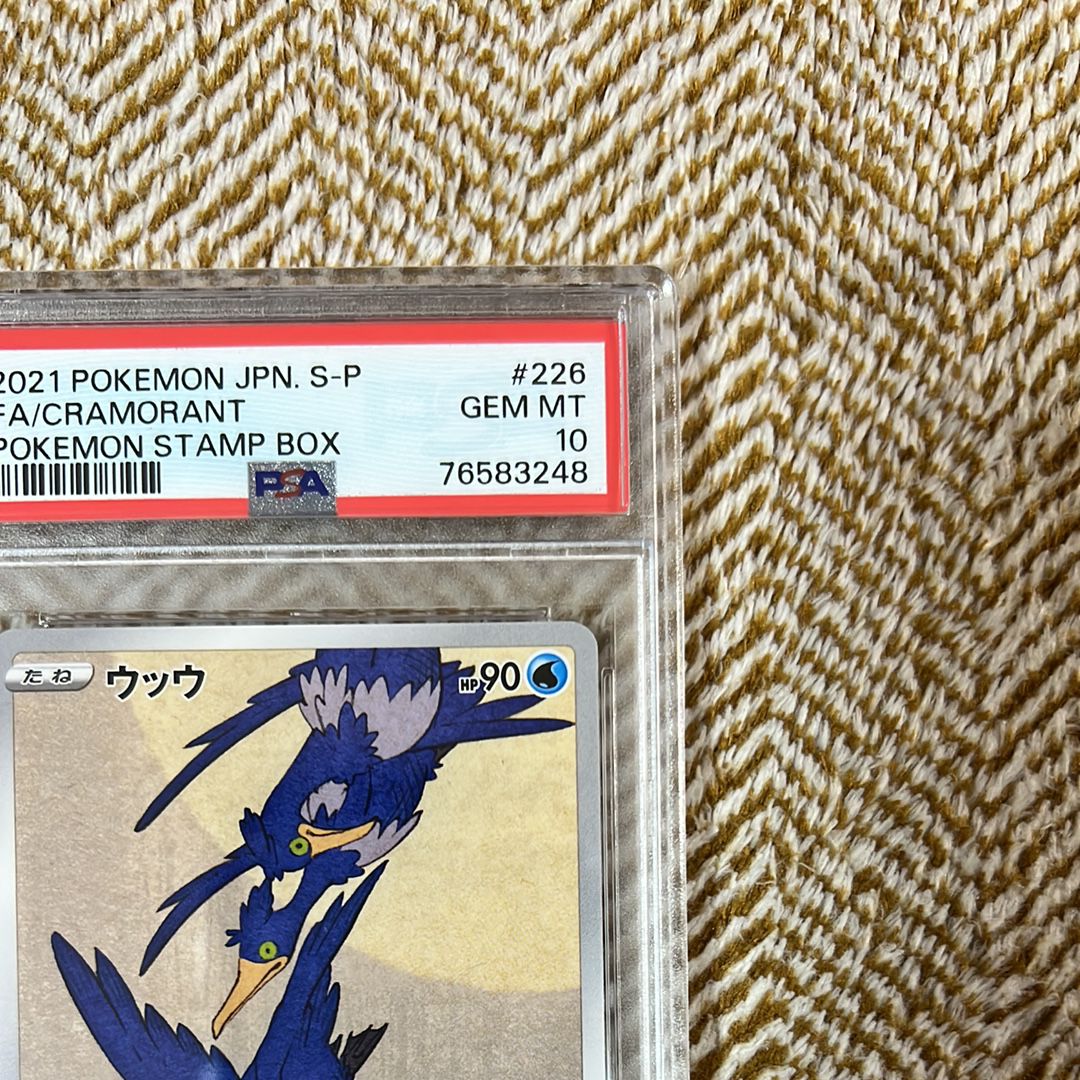 2021 POKEMON JPN. S-P #226
FA/CRAMORANT GEM MT
POKEMON STAMP BOX 10
PSA 76583248
たね ウッウ HP90